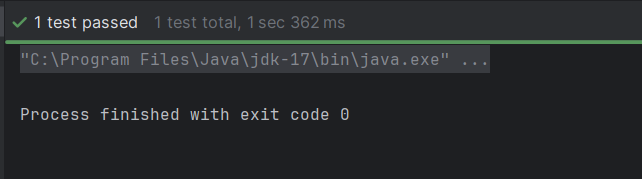 1 test passed 1 test total, 1 sec 362 ms
"C:\Program Files\Java\jdk-17\bin\java.exe" ...
Process finished with exit code 0